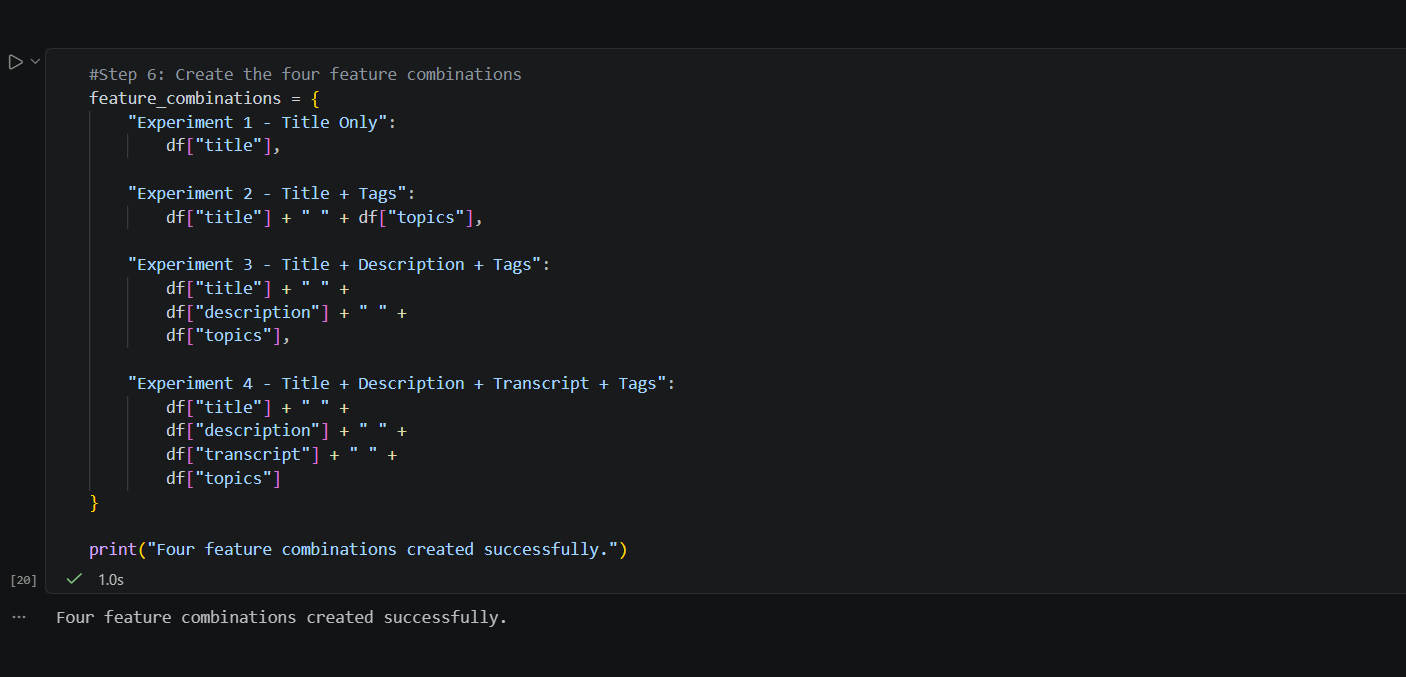 #Step 6: Create the four feature combinations
feature_combinations = {
    "Experiment 1 - Title Only":
        df["title"],

    "Experiment 2 - Title + Tags":
        df["title"] + " " + df["topics"],

    "Experiment 3 - Title + Description + Tags":
        df["title"] + " " +
        df["description"] + " " +
        df["topics"],

    "Experiment 4 - Title + Description + Transcript + Tags":
        df["title"] + " " +
        df["description"] + " " +
        df["transcript"] + " " +
        df["topics"]
}

print("Four feature combinations created successfully.")
[20] 1.0s
Four feature combinations created successfully.